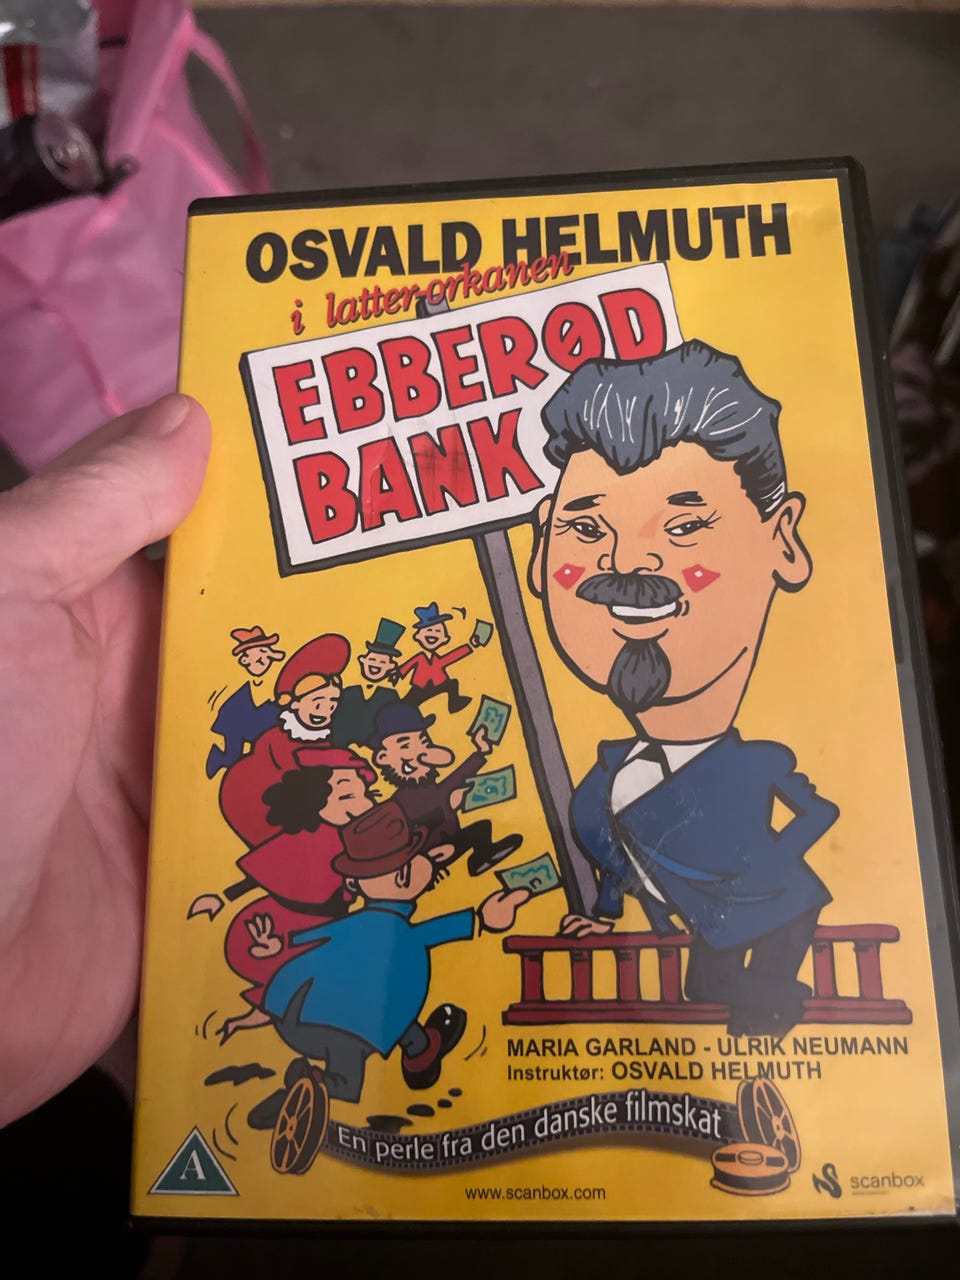 OSVALD HELMUTH
i latter-orkanen
EBBERØD
BANK
MARIA GARLAND - ULRIK NEUMANN
Instruktør: OSVALD HELMUTH
En perle fra den danske filmskat
A
www.scanbox.com
scanbox